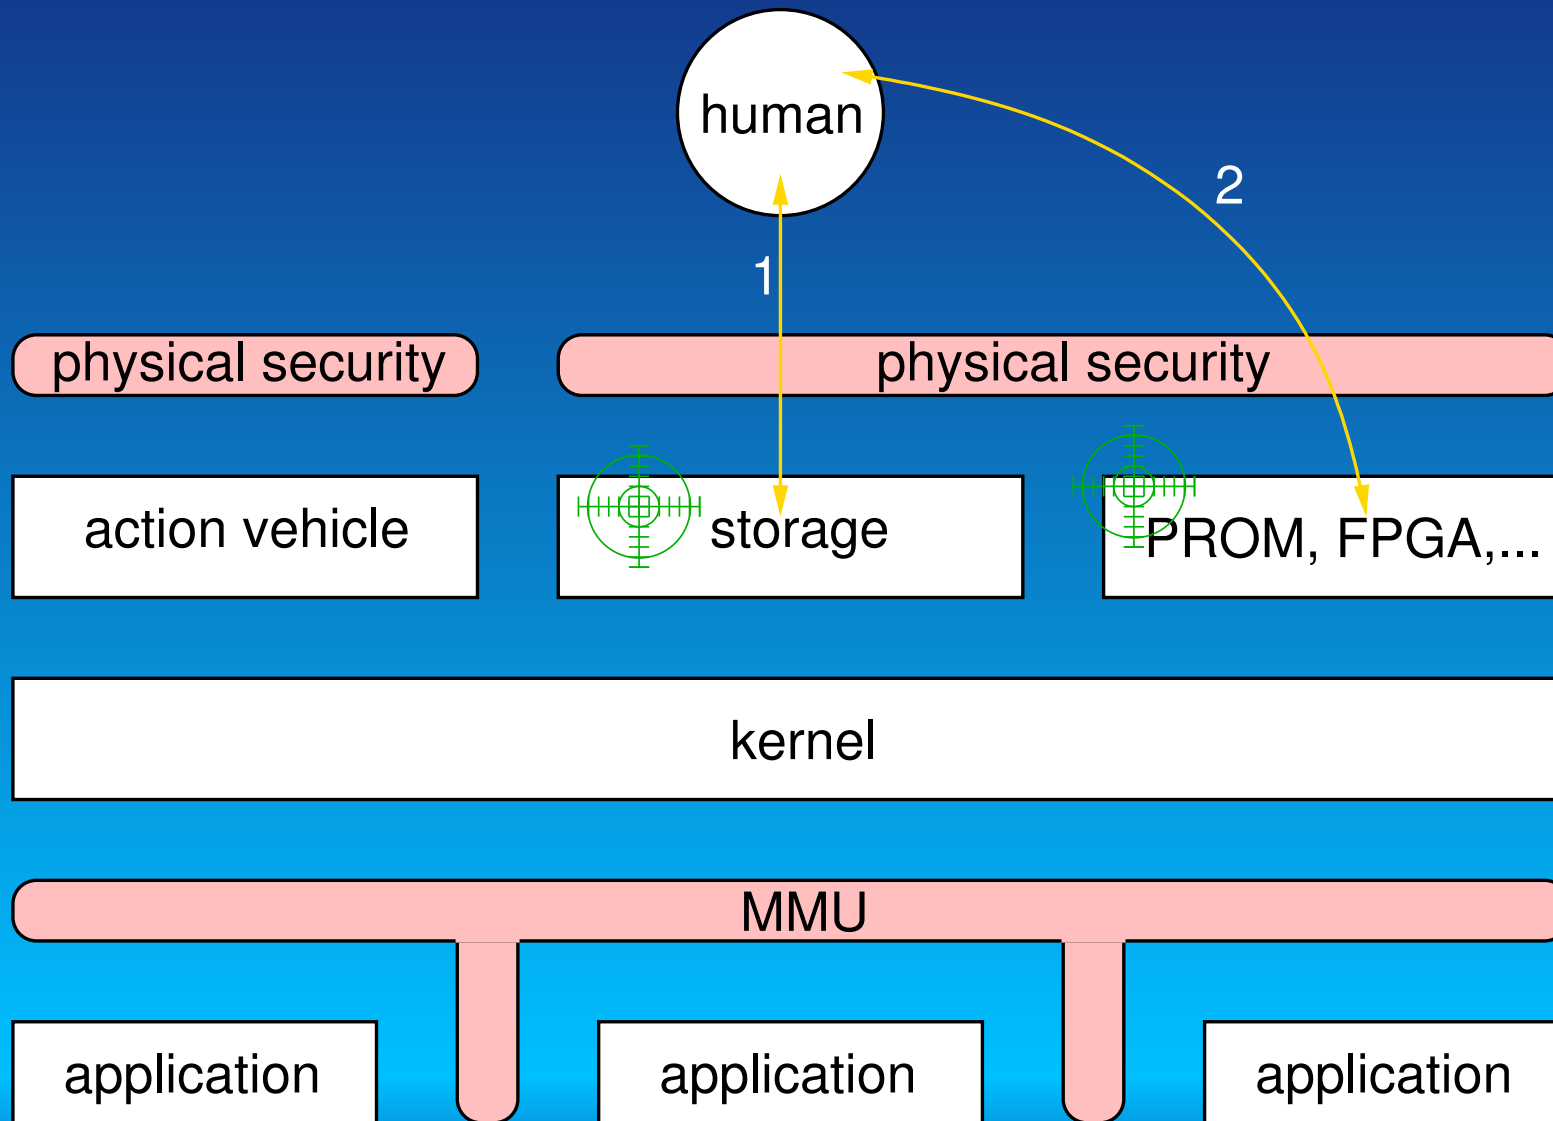 human
2
1
physical security
physical security
action vehicle
storage
PROM, FPGA,...
kernel
MMU
application
application
application